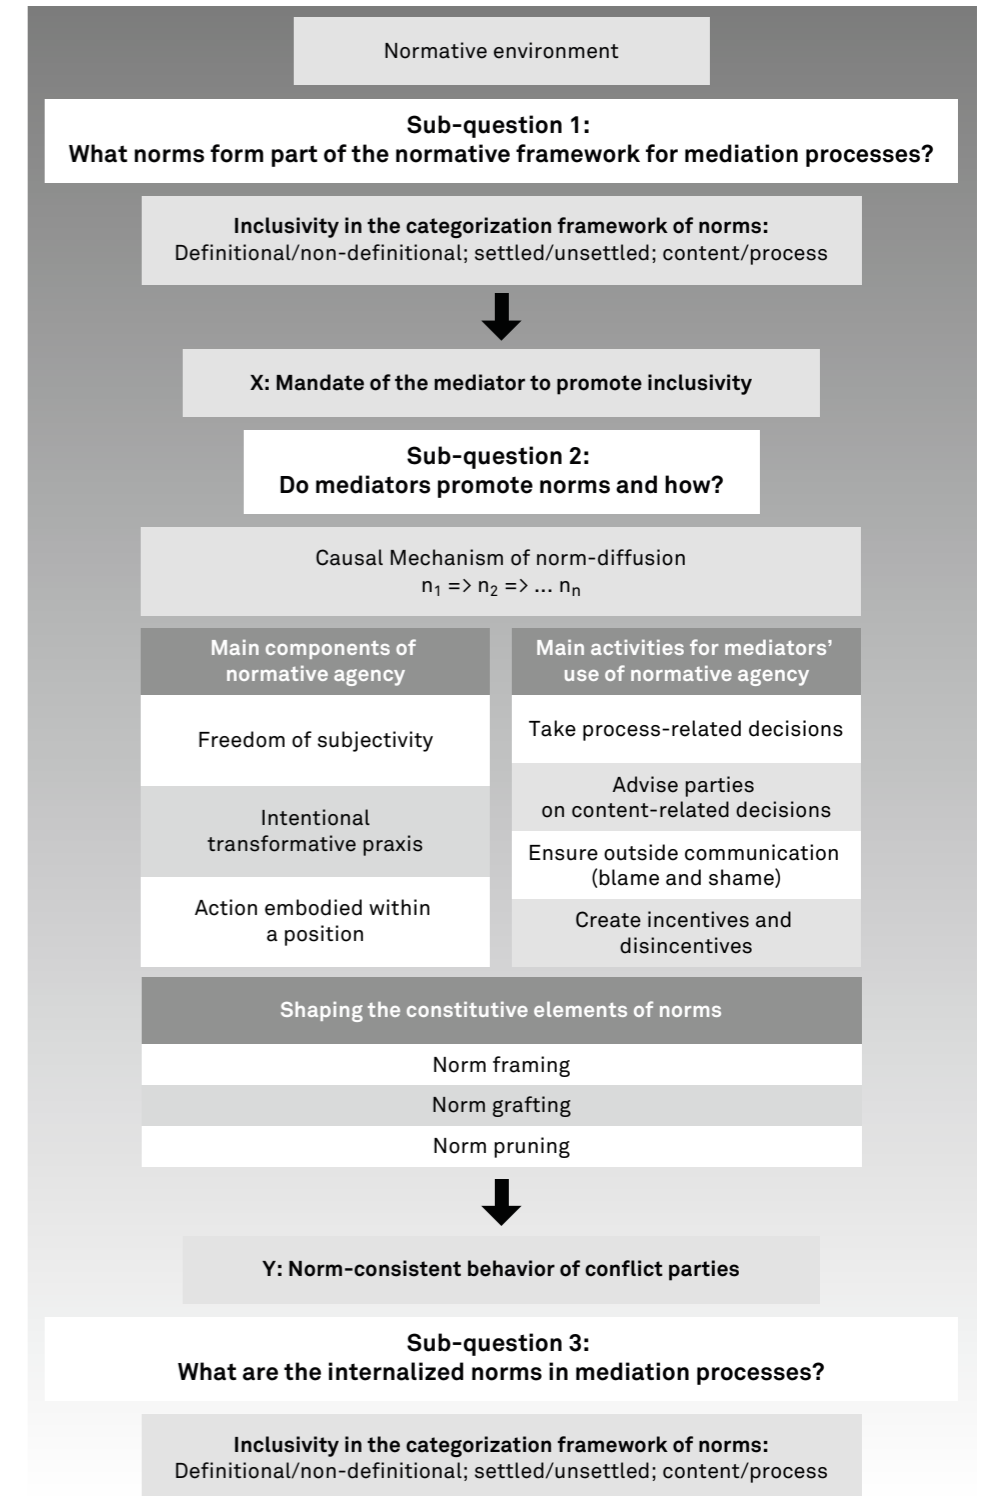 Normative environment
Sub-question 1:
What norms form part of the normative framework for mediation processes?
Inclusivity in the categorization framework of norms:
Definitional/non-definitional; settled/unsettled; content/process
X: Mandate of the mediator to promote inclusivity
Sub-question 2:
Do mediators promote norms and how?
Causal Mechanism of norm-diffusion
n₁ => n₂ => ... nₙ
Main components of
normative agency
Freedom of subjectivity
Intentional
transformative praxis
Action embodied within
a position
Main activities for mediators’
use of normative agency
Take process-related decisions
Advise parties
on content-related decisions
Ensure outside communication
(blame and shame)
Create incentives and
disincentives
Shaping the constitutive elements of norms
Norm framing
Norm grafting
Norm pruning
Y: Norm-consistent behavior of conflict parties
Sub-question 3:
What are the internalized norms in mediation processes?
Inclusivity in the categorization framework of norms:
Definitional/non-definitional; settled/unsettled; content/process